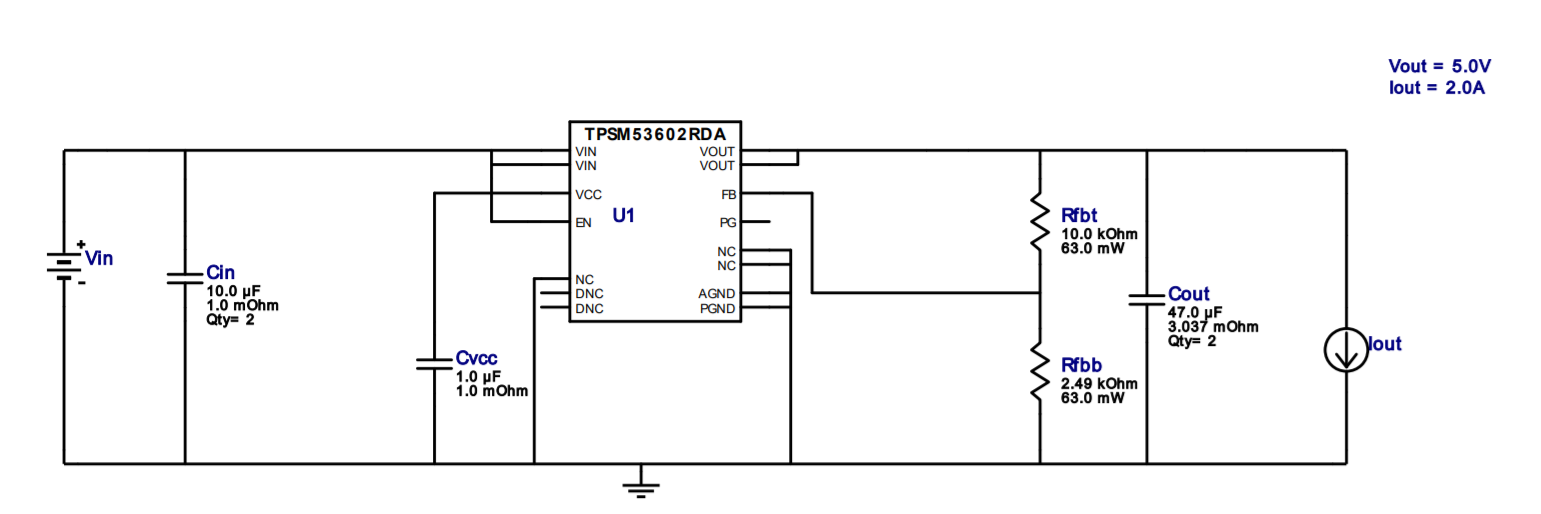 Vout = 5.0V
Iout = 2.0A
TPSM53602RDA
VIN
VIN
VCC
EN
NC
DNC
DNC
U1
VOUT
VOUT
FB
PG
NC
NC
AGND
PGND
+
Vin
-
Cin
10.0 µF
1.0 mOhm
Qty= 2
Cvcc
1.0 µF
1.0 mOhm
Rfbt
10.0 kOhm
63.0 mW
Rfbb
2.49 kOhm
63.0 mW
Cout
47.0 µF
3.037 mOhm
Qty= 2
Iout